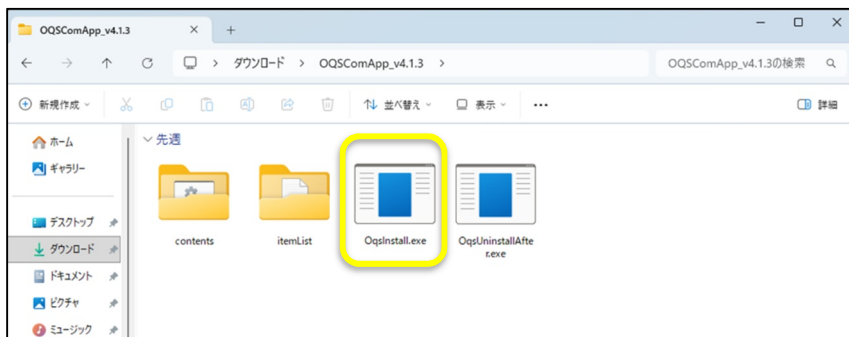 OQSComApp_v4.1.3
ダウンロード > OQSComApp_v4.1.3 >
OQSComApp_v4.1.3の検索
新規作成
並べ替え
表示
詳細
ホーム
ギャラリー
デスクトップ
ダウンロード
ドキュメント
ピクチャ
ミュージック
先週
contents
itemList
OqsInstall.exe
OqsUninstallAfte
r.exe